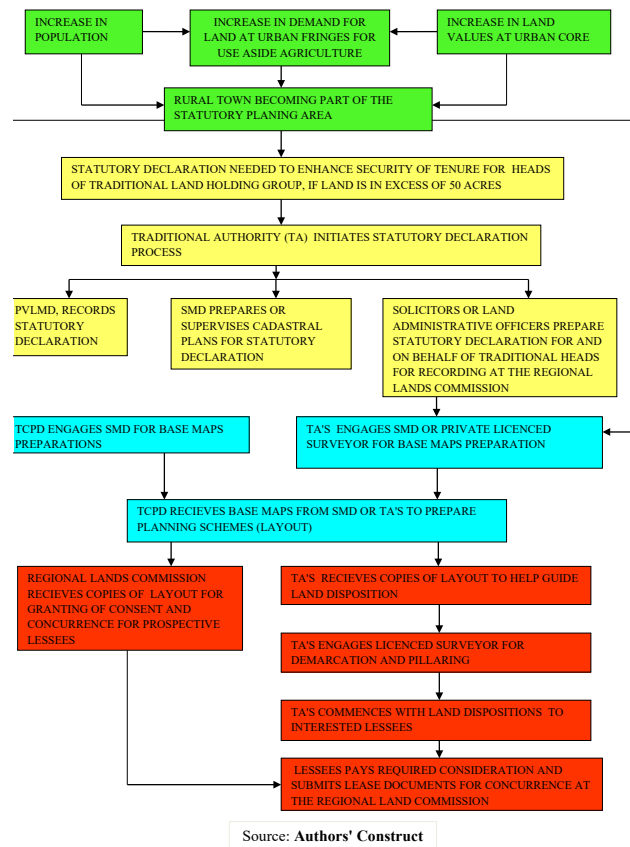 INCREASE IN
POPULATION
INCREASE IN DEMAND FOR
LAND AT URBAN FRINGES FOR
USE ASIDE AGRICULTURE
INCREASE IN LAND
VALUES AT URBAN CORE
RURAL TOWN BECOMING PART OF THE
STATUTORY PLANING AREA
STATUTORY DECLARATION NEEDED TO ENHANCE SECURITY OF TENURE FOR HEADS
OF TRADITIONAL LAND HOLDING GROUP, IF LAND IS IN EXCESS OF 50 ACRES
TRADITIONAL AUTHORITY (TA) INITIATES STATUTORY DECLARATION
PROCESS
PVLMD, RECORDS
STATUTORY
DECLARATION
SMD PREPARES OR
SUPERVISES CADASTRAL
PLANS FOR STATUTORY
DECLARATION
SOLICITORS OR LAND
ADMINISTRATIVE OFFICERS PREPARE
STATUTORY DECLARATION FOR AND
ON BEHALF OF TRADITIONAL HEADS
FOR RECORDING AT THE REGIONAL
LANDS COMMISSION
TCPD ENGAGES SMD FOR BASE MAPS
PREPARATIONS
TA'S ENGAGES SMD OR PRIVATE LICENCED
SURVEYOR FOR BASE MAPS PREPARATION
TCPD RECIEVES BASE MAPS FROM SMD OR TA'S TO PREPARE
PLANNING SCHEMES (LAYOUT)
REGIONAL LANDS COMMISSION
RECIEVES COPIES OF LAYOUT FOR
GRANTING OF CONSENT AND
CONCURRENCE FOR PROSPECTIVE
LESSEES
TA'S RECIEVES COPIES OF LAYOUT TO HELP GUIDE
LAND DISPOSITION
TA'S ENGAGES LICENCED SURVEYOR FOR
DEMARCATION AND PILLARING
TA'S COMMENCES WITH LAND DISPOSITIONS TO
INTERESTED LESSEES
LESSEES PAYS REQUIRED CONSIDERATION AND
SUBMITS LEASE DOCUMENTS FOR CONCURRENCE AT
THE REGIONAL LAND COMMISSION
Source: Authors' Construct